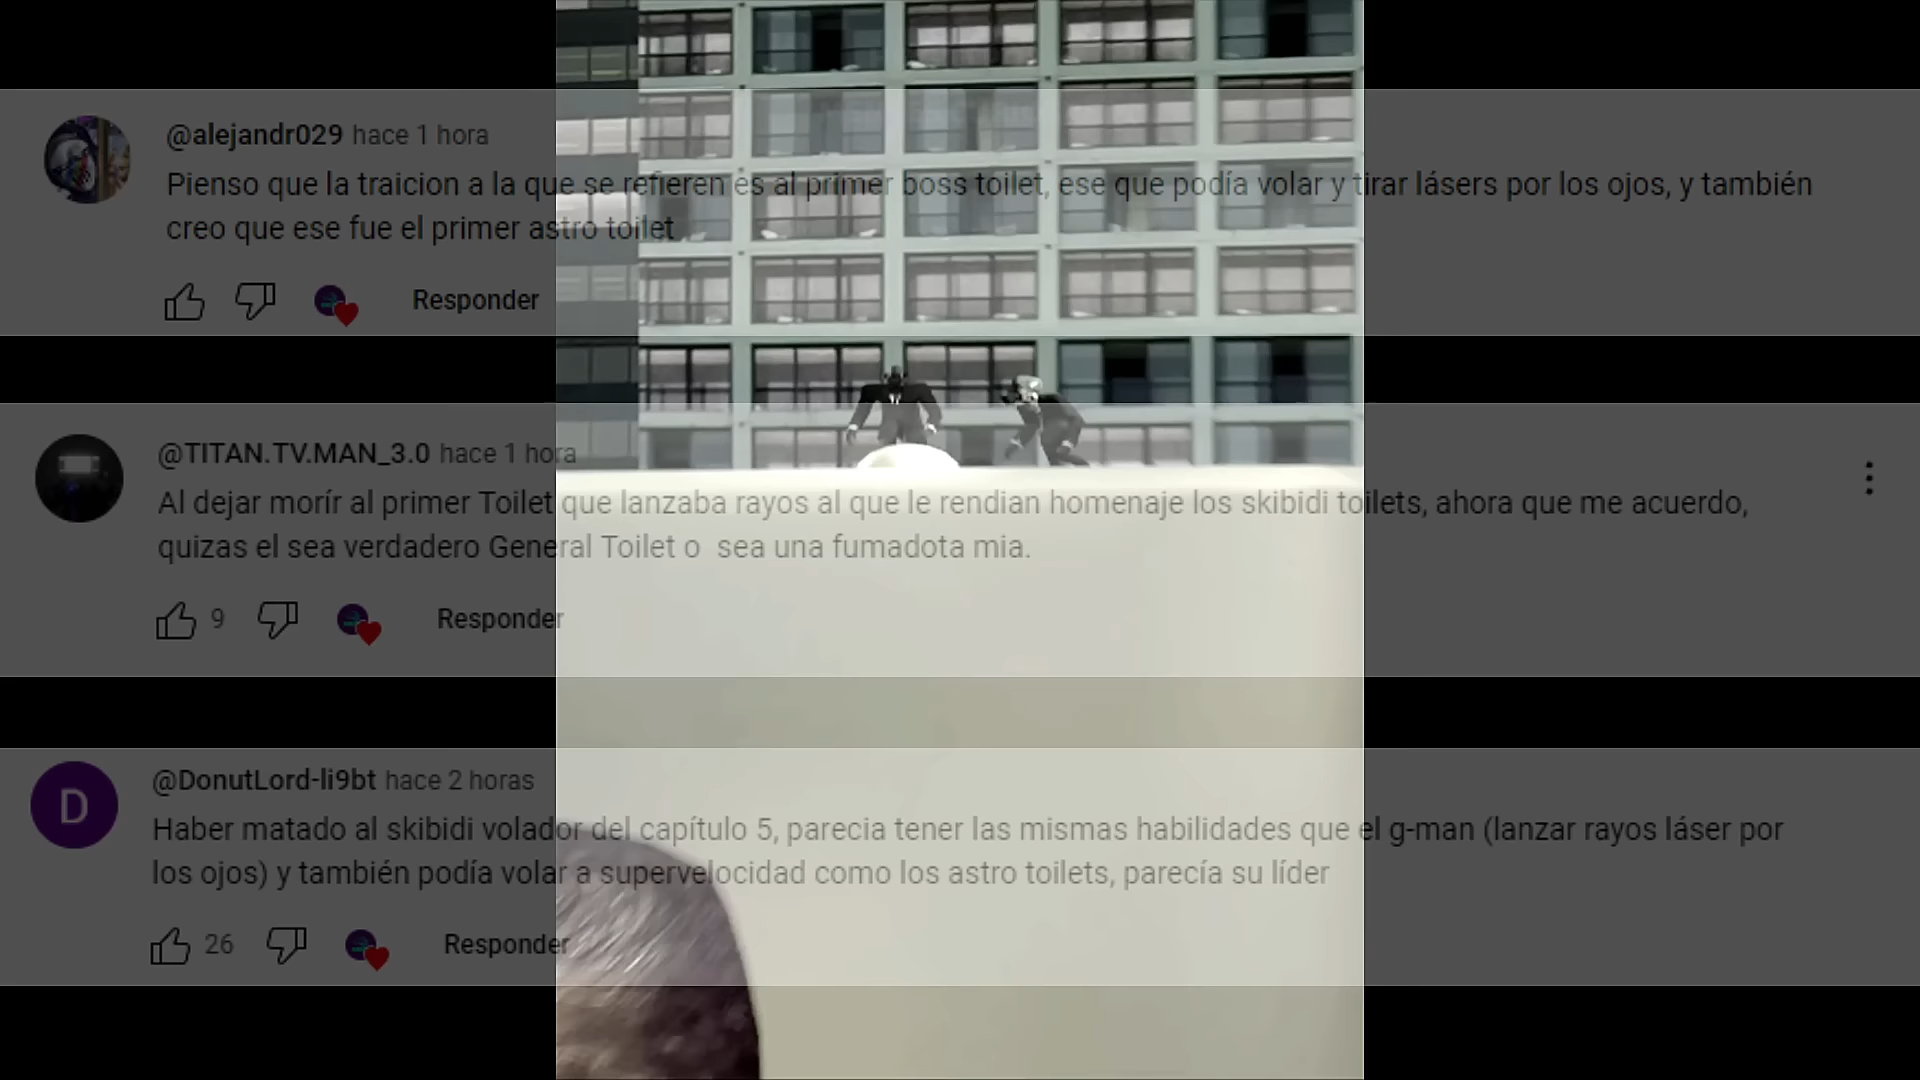 @alejandr029 hace 1 hora
Pienso que la traicion a la que se refieren es al primer boss toilet, ese que podía volar y tirar lásers por los ojos, y también
creo que ese fue el primer astro toilet
Responder
@TITAN.TV.MAN_3.0 hace 1 hora
Al dejar morír al primer Toilet que lanzaba rayos al que le rendian homenaje los skibidi toilets, ahora que me acuerdo,
quizas el sea verdadero General Toilet o sea una fumadota mia.
9 Responder
D
@DonutLord-li9bt hace 2 horas
Haber matado al skibidi volador del capítulo 5, parecia tener las mismas habilidades que el g-man (lanzar rayos láser por
los ojos) y también podía volar a supervelocidad como los astro toilets, parecía su líder
26 Responder